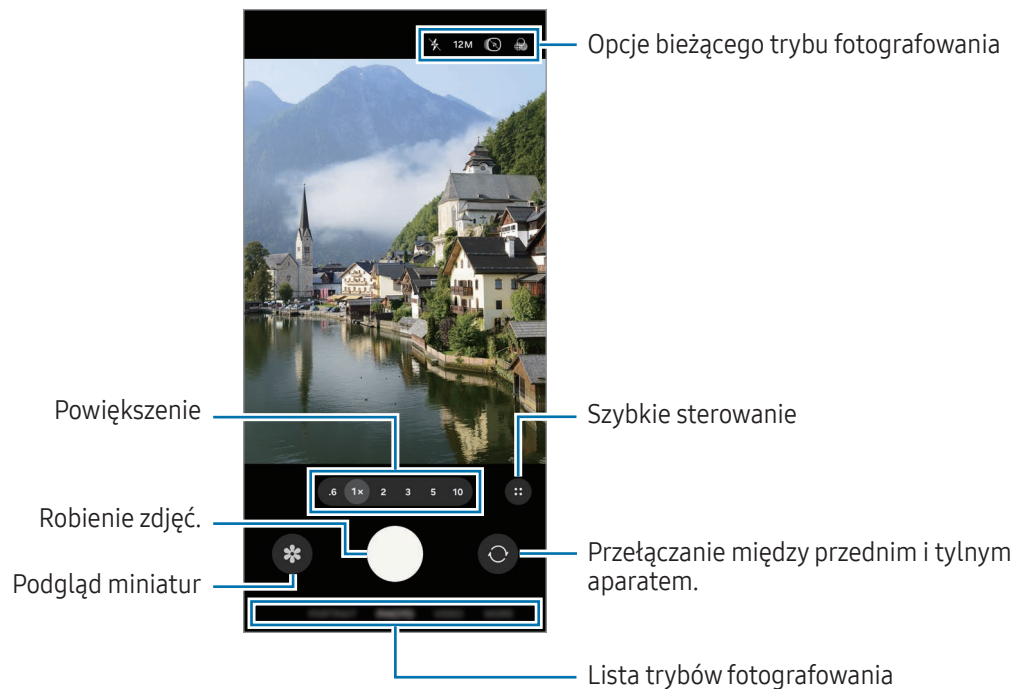 12M
Opcje bieżącego trybu fotografowania
Powiększenie
Szybkie sterowanie
.6 1× 2 3 5 10
Robienie zdjęć.
Przełączanie między przednim i tylnym
aparatem.
Podgląd miniatur
Lista trybów fotografowania